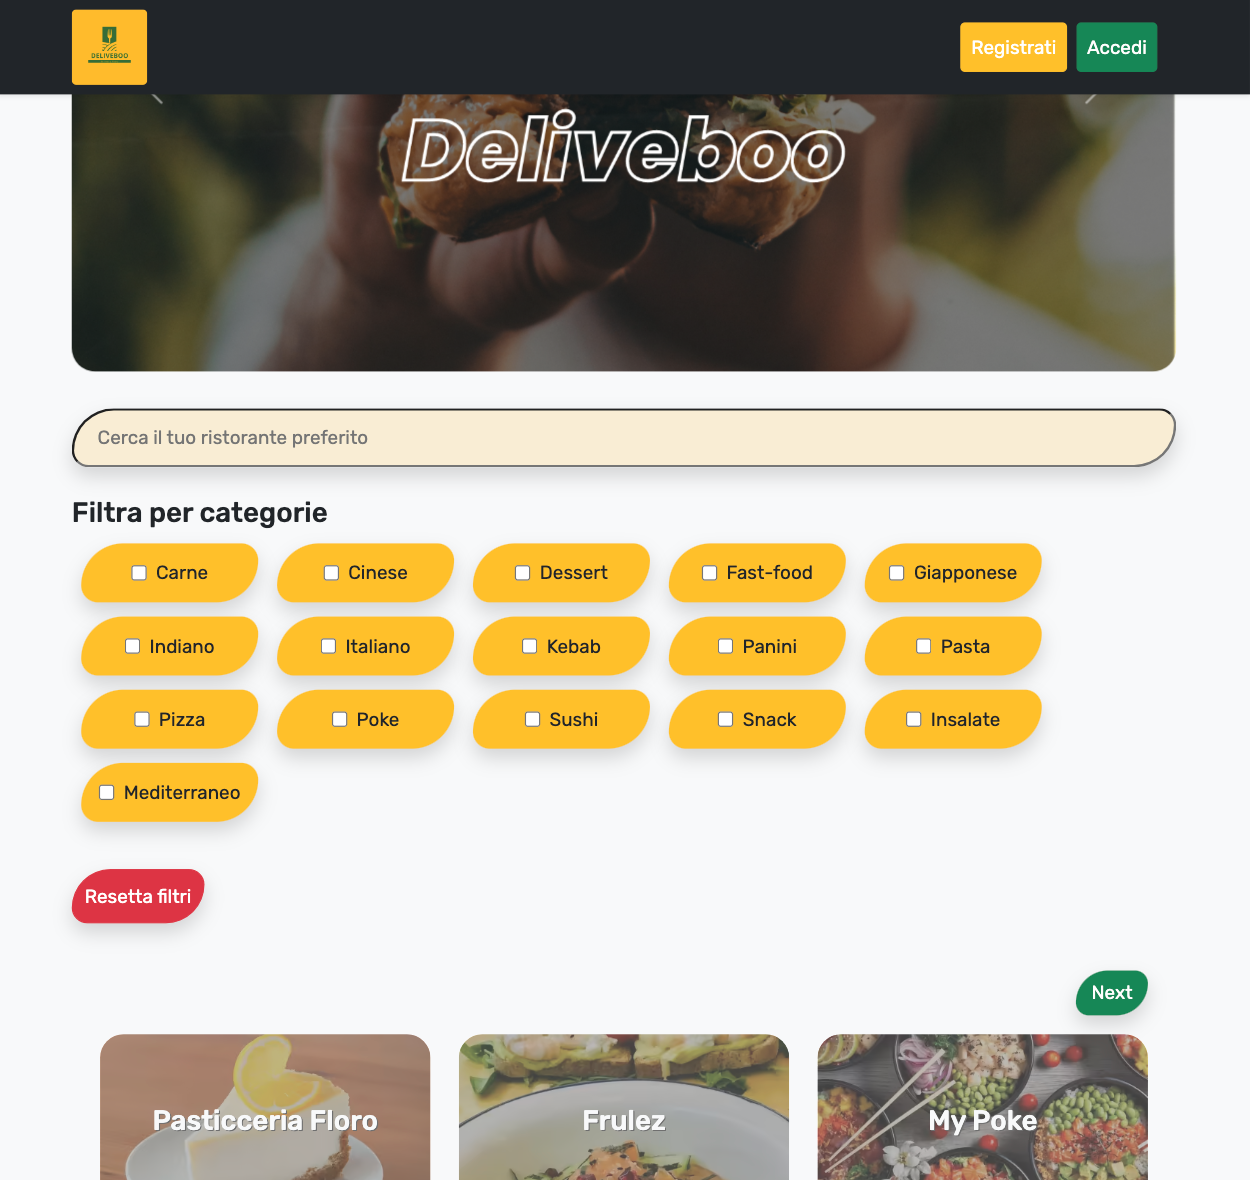 DELIVEBOO
Registrati
Accedi
Deliveboo
Cerca il tuo ristorante preferito
Filtra per categorie
Carne
Cinese
Dessert
Fast-food
Giapponese
Indiano
Italiano
Kebab
Panini
Pasta
Pizza
Poke
Sushi
Snack
Insalate
Mediterraneo
Resetta filtri
Next
Pasticceria Floro
Frulez
My Poke